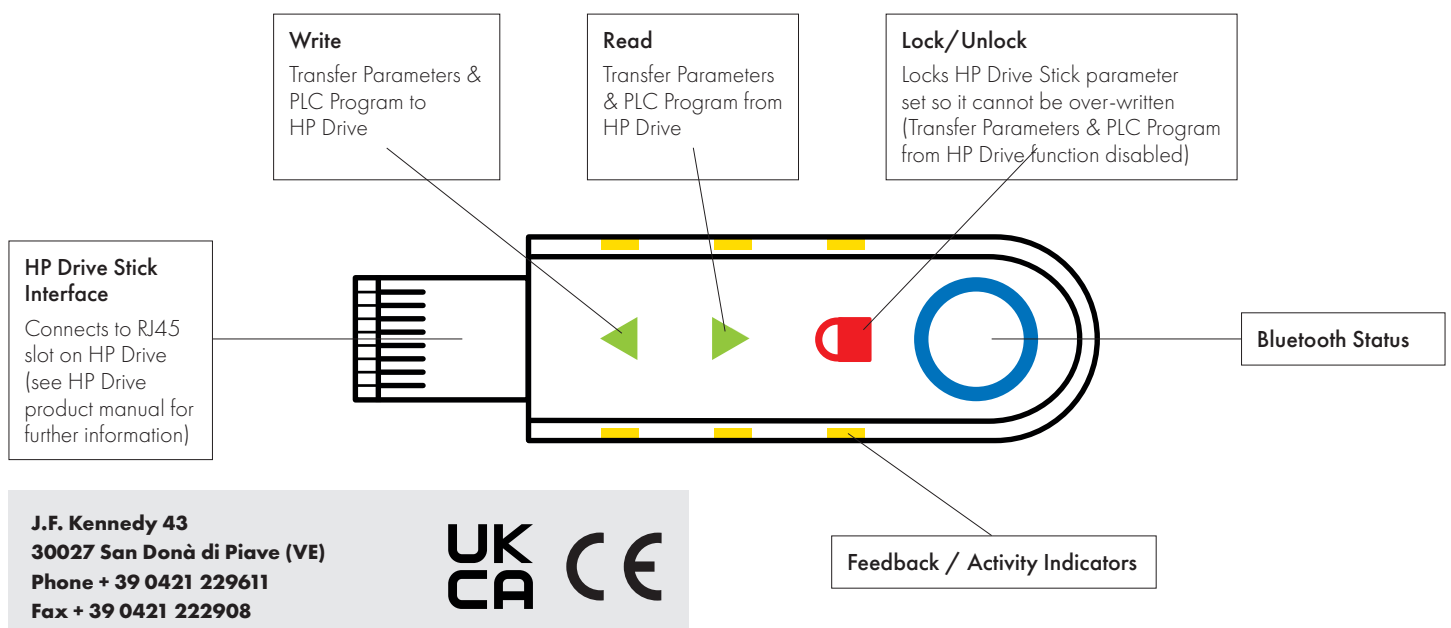 Write
Transfer Parameters &
PLC Program to
HP Drive
Read
Transfer Parameters
& PLC Program from
HP Drive
Lock/Unlock
Locks HP Drive Stick parameter
set so it cannot be over-written
(Transfer Parameters & PLC Program
from HP Drive function disabled)
HP Drive Stick
Interface
Connects to RJ45
slot on HP Drive
(see HP Drive
product manual for
further information)
Bluetooth Status
Feedback / Activity Indicators
J.F. Kennedy 43
30027 San Donà di Piave (VE)
Phone + 39 0421 229611
Fax + 39 0421 222908
UK
CA
CE